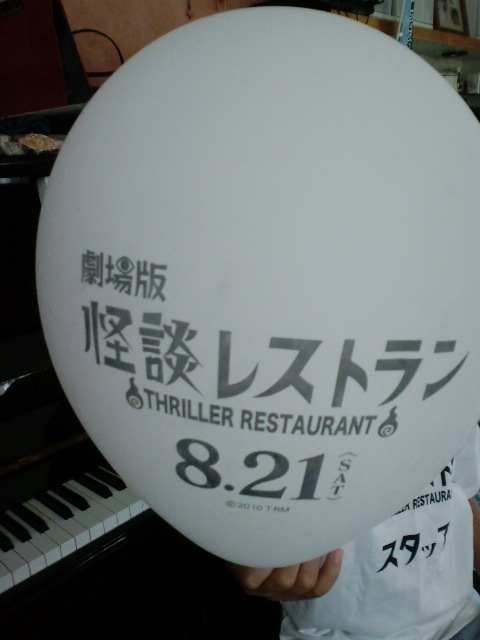 劇場版
怪談レストラン
THRILLER RESTAURANT
8.21(SAT)
©2010 TRM
ER RESTAURA
スタッフ